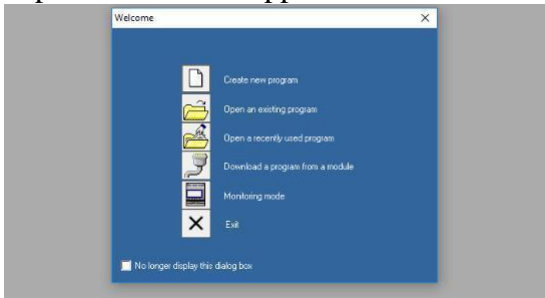 Welcome
Create new program
Open an existing program
Open a recently used program
Download a program from a module
Monitoring mode
Exit
No longer display this dialog box